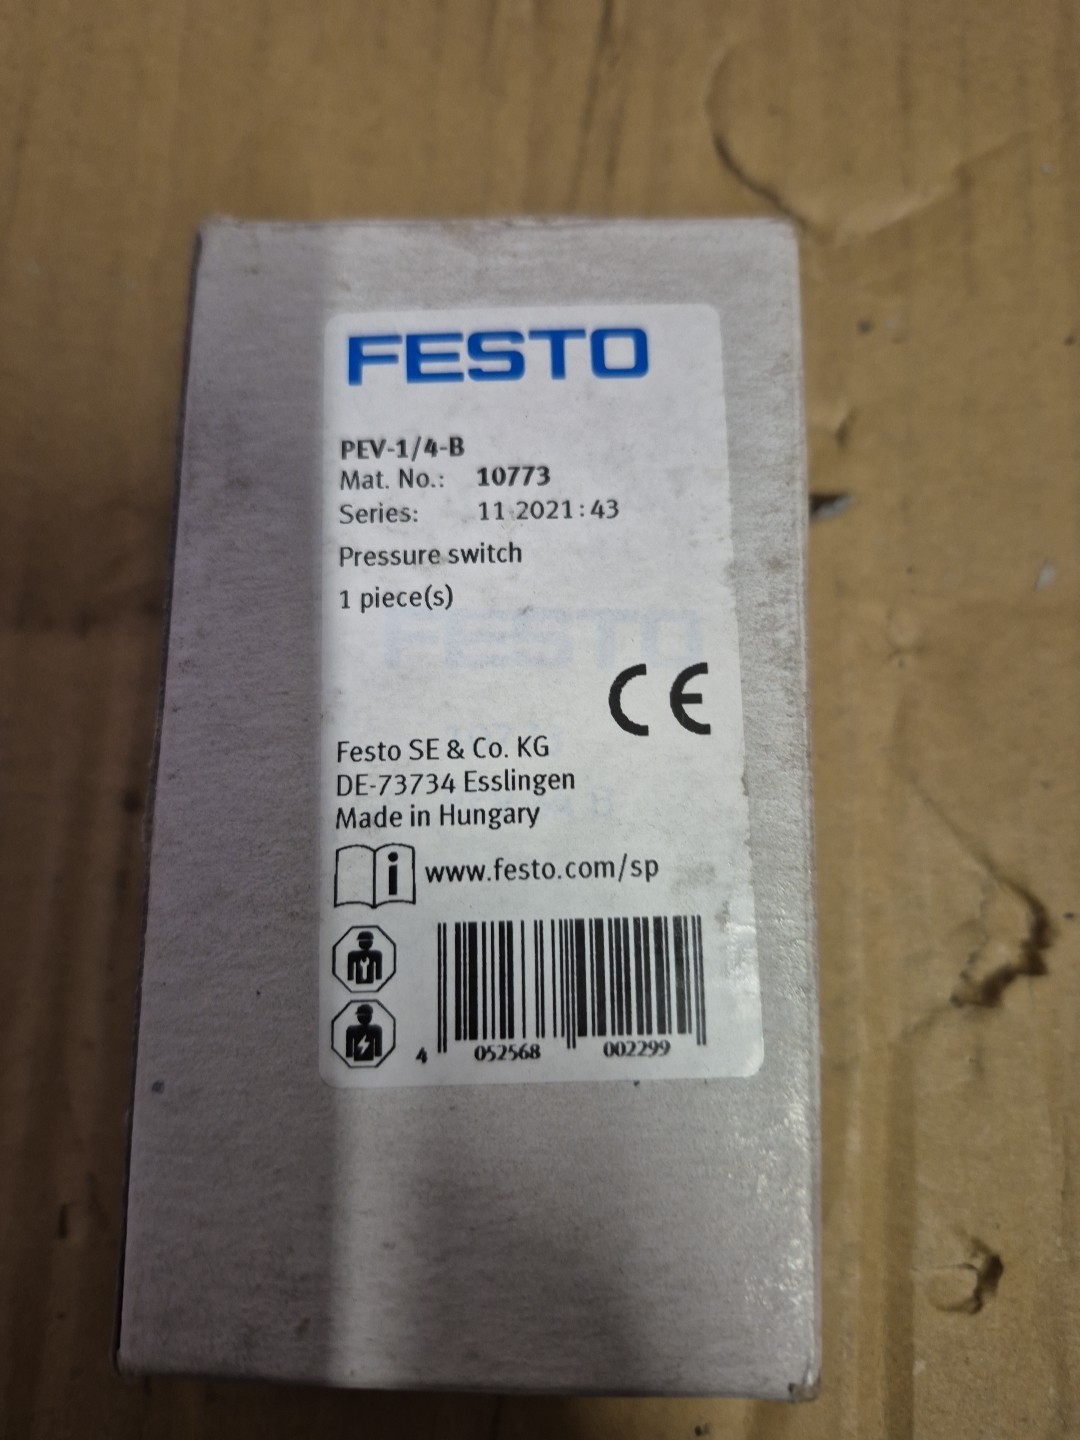 FESTO
PEV-1/4-B
Mat. No.: 10773
Series: 11 2021:43
Pressure switch
1 piece(s)
FESTO
CE
Festo SE & Co. KG
DE-73734 Esslingen
Made in Hungary
i www.festo.com/sp
4 052568 002299